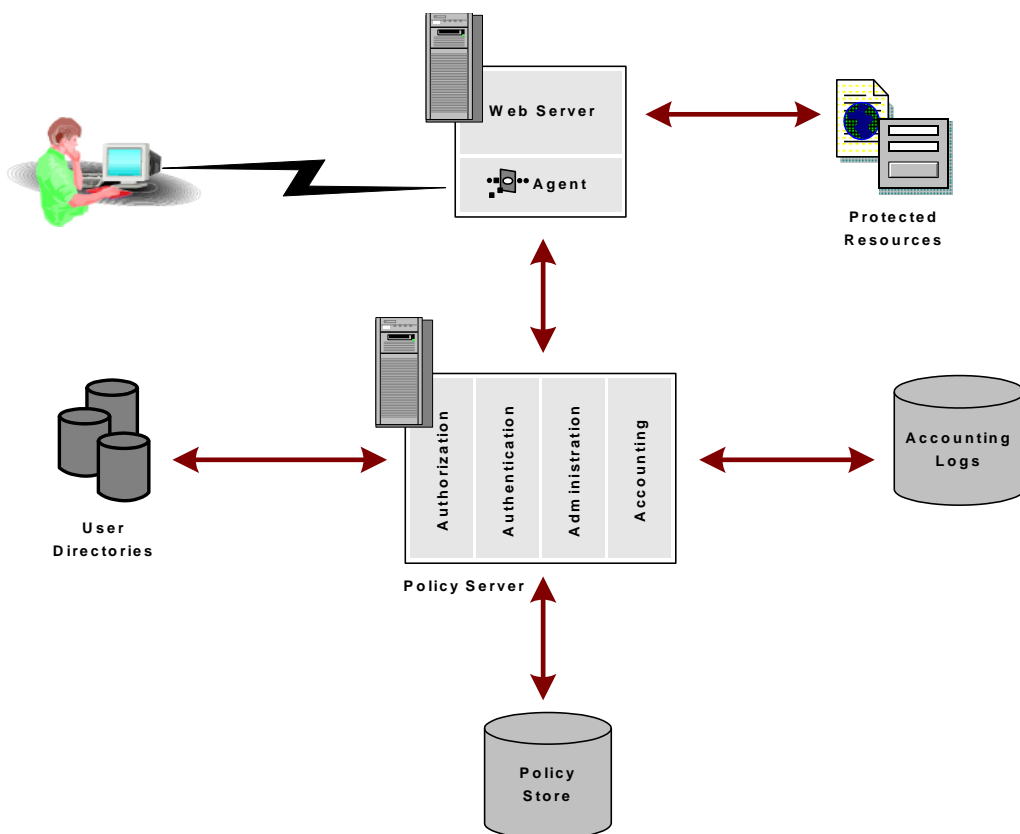 Web Server
Agent
Protected
Resources
Authorization
Authentication
Administration
Accounting
Accounting
Logs
User
Directories
Policy Server
Policy
Store